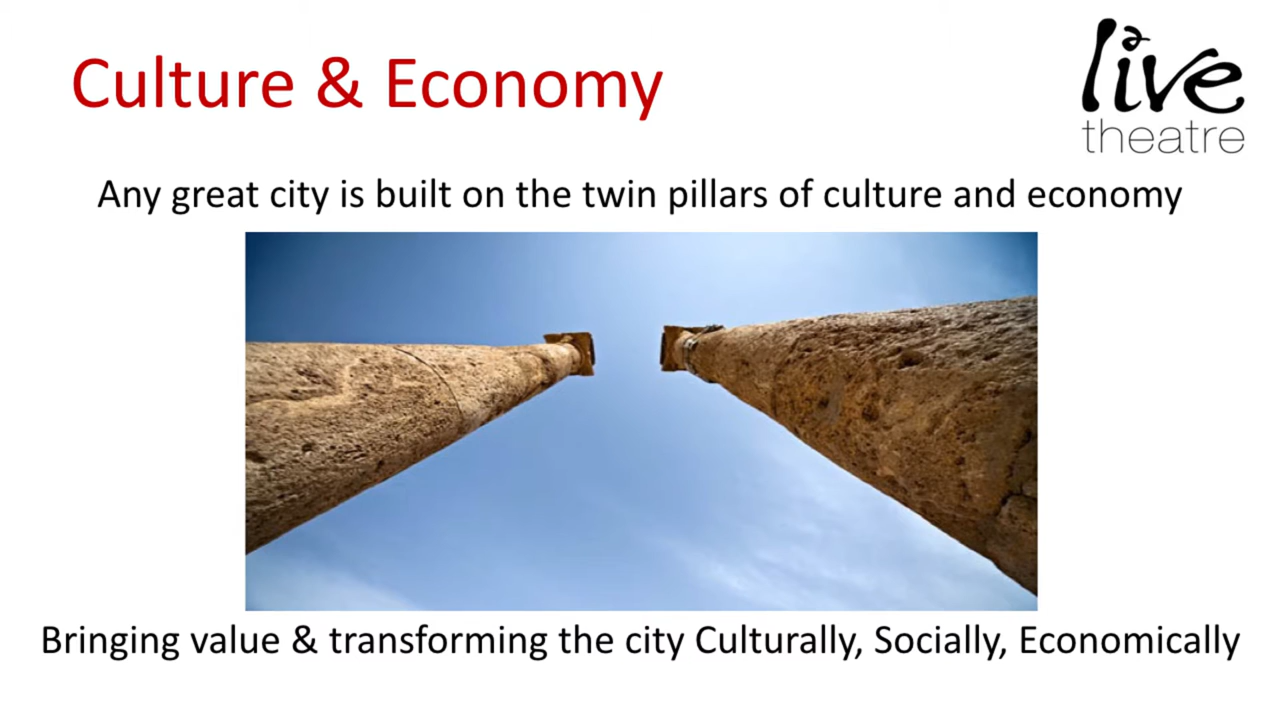 Culture & Economy
a live
theatre
Any great city is built on the twin pillars of culture and economy
Bringing value & transforming the city Culturally, Socially, Economically